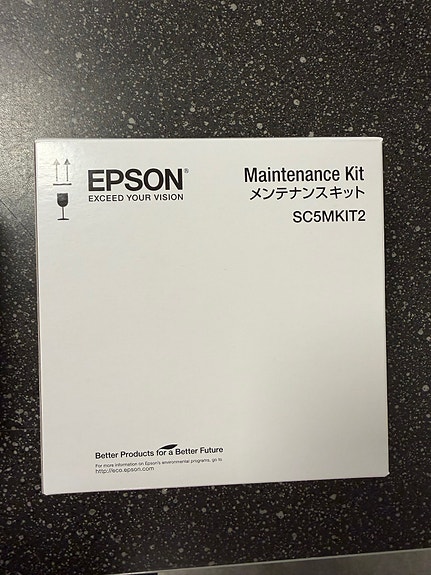 EPSON®
EXCEED YOUR VISION
Maintenance Kit
メンテナンスキット
SC5MKIT2
Better Products for a Better Future
For more information on Epson's environmental programs, go to
http://eco.epson.com